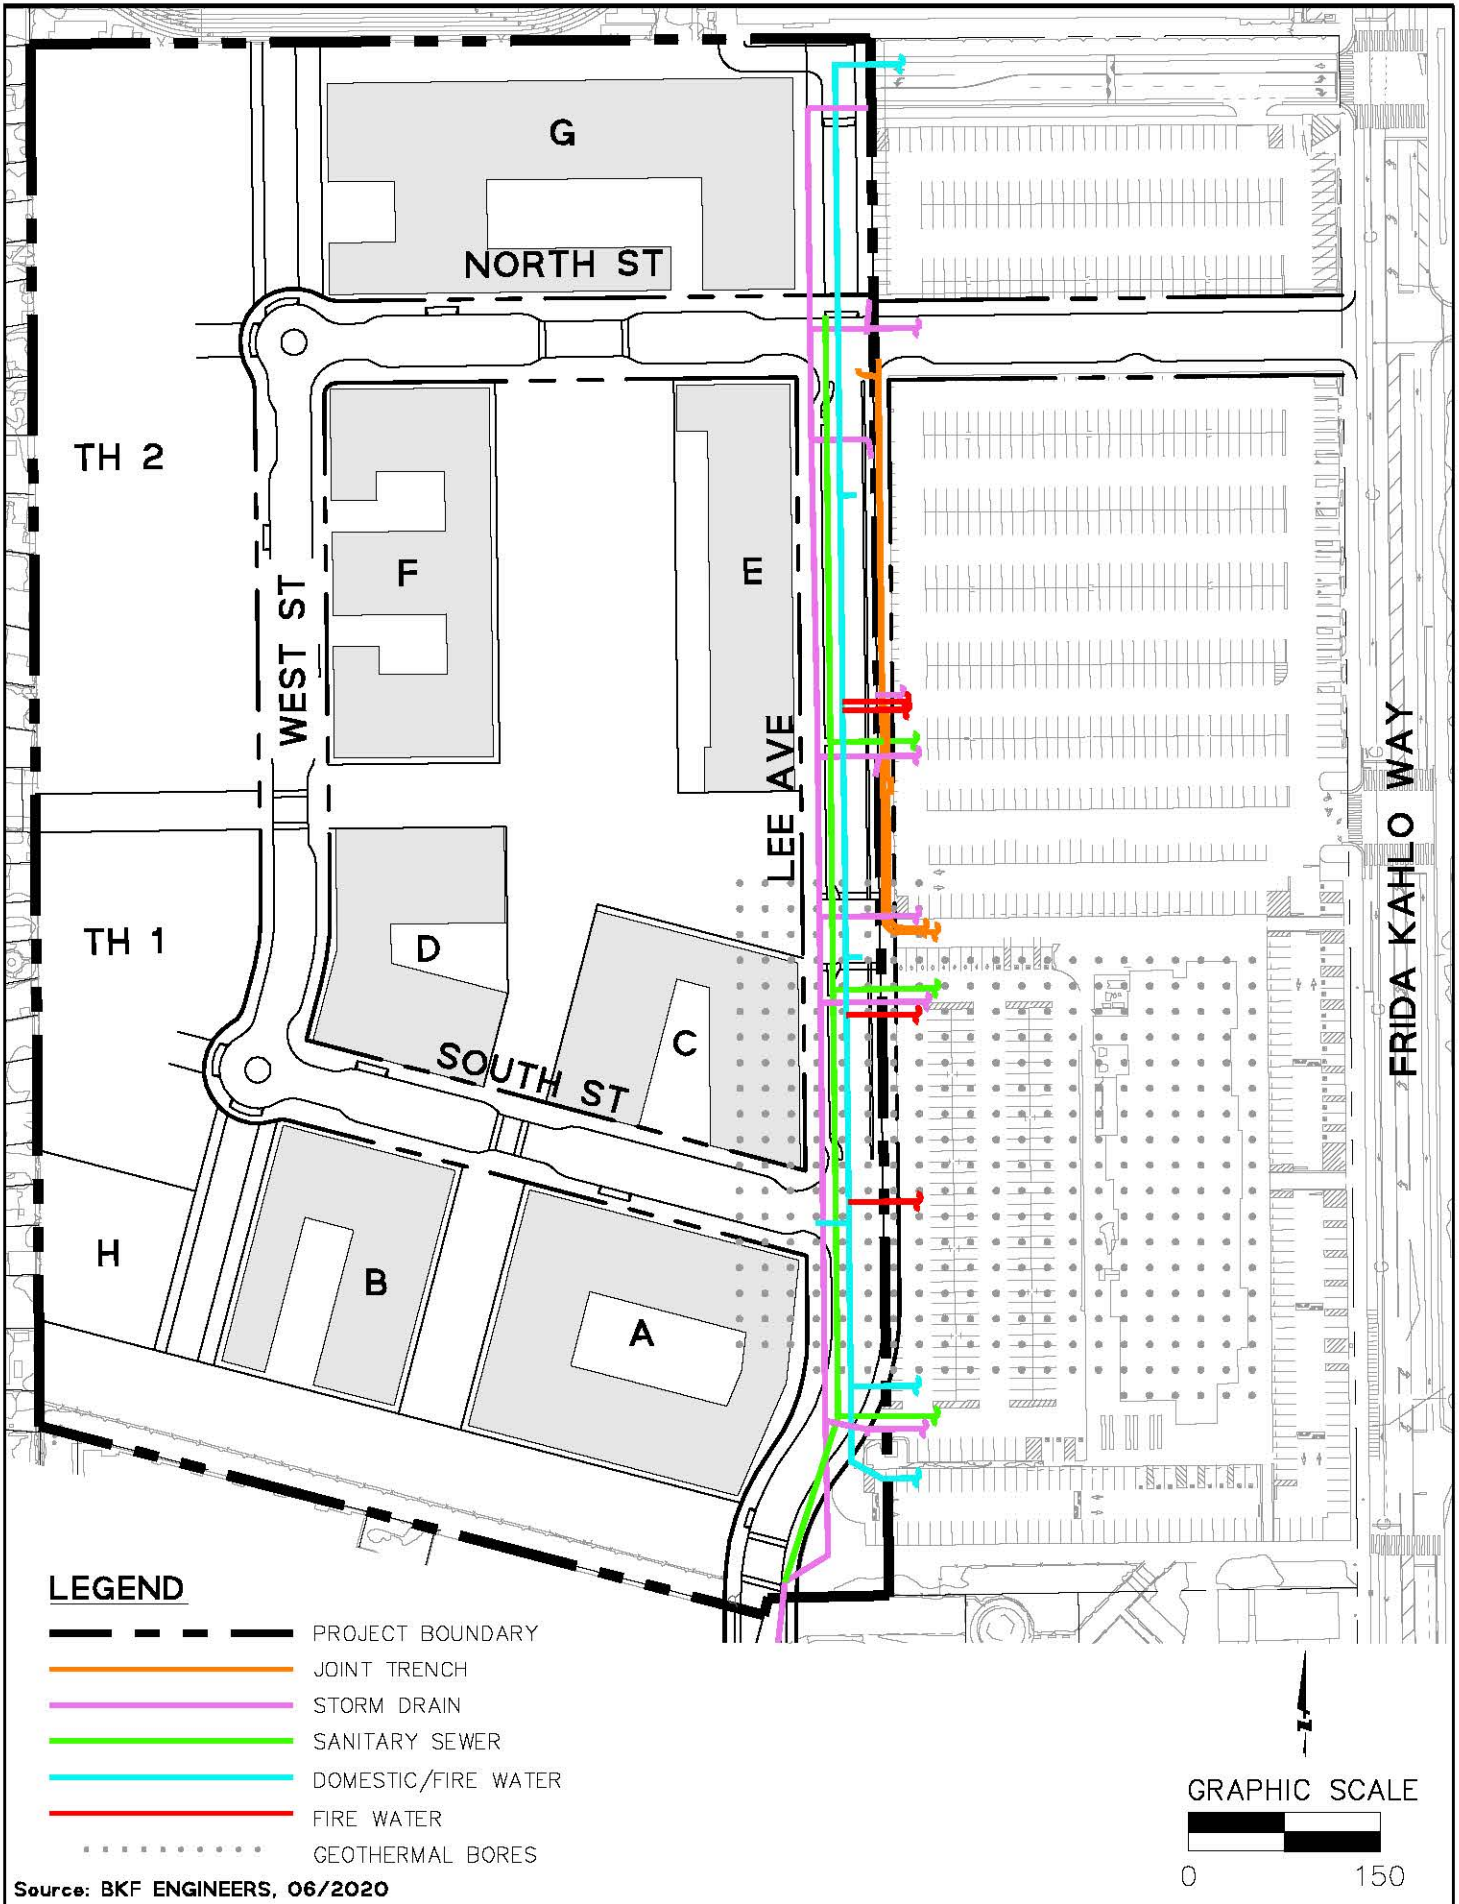 G
NORTH ST
TH 2
WEST ST
F
E
LEE AVE
FRIDA KAHLO WAY
TH 1
D
C
SOUTH ST
H
B
A
LEGEND
PROJECT BOUNDARY
JOINT TRENCH
STORM DRAIN
SANITARY SEWER
DOMESTIC/FIRE WATER
FIRE WATER
GEOTHERMAL BORES
GRAPHIC SCALE
0 150
Source: BKF ENGINEERS, 06/2020